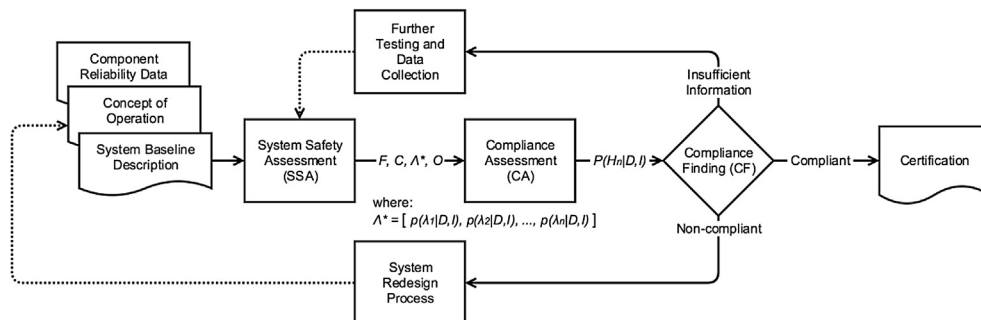 Further
Testing and
Data
Collection
Component
Reliability Data
Concept of
Operation
System Baseline
Description
System Safety
Assessment
(SSA)
F, C, Λ*, O
where:
Λ* = [ p(λ1|D,I), p(λ2|D,I), ..., p(λn|D,I) ]
Compliance
Assessment
(CA)
P(Hn|D,I)
Insufficient
Information
Compliance
Finding (CF)
Compliant
Certification
Non-compliant
System
Redesign
Process